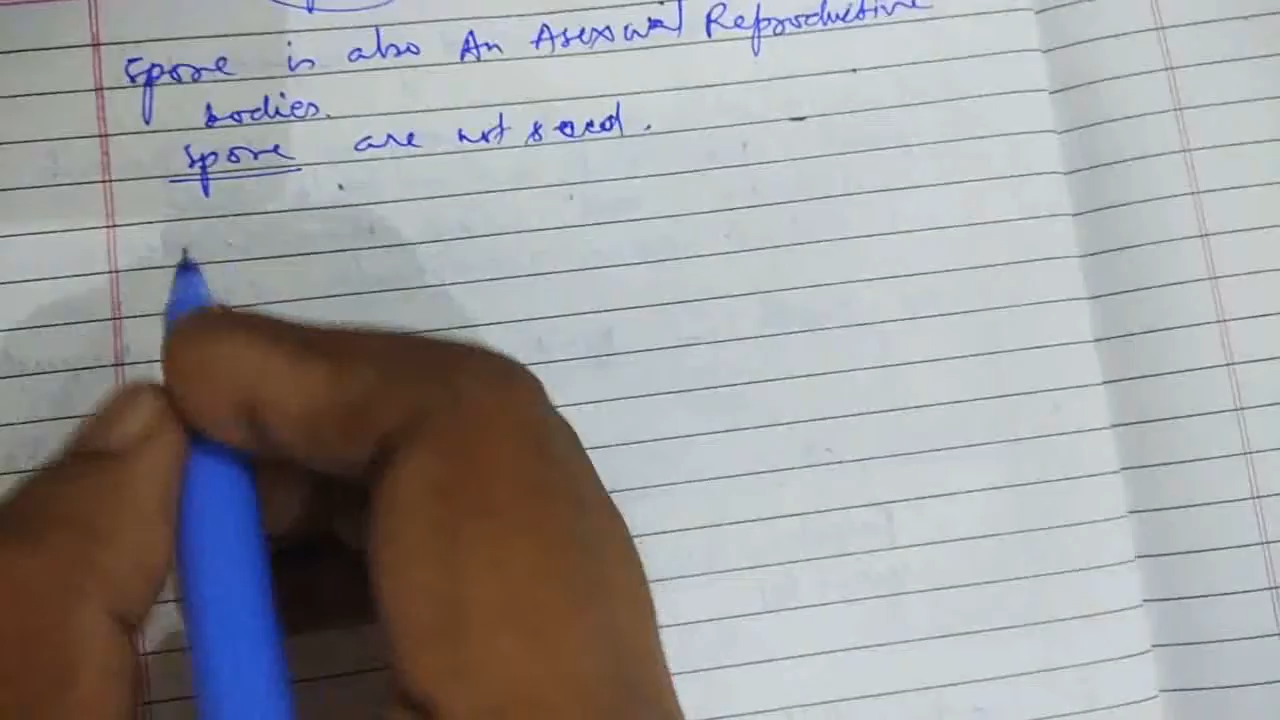 Spore is also An Asexual Reproductive
bodies.
Spore are not seed.